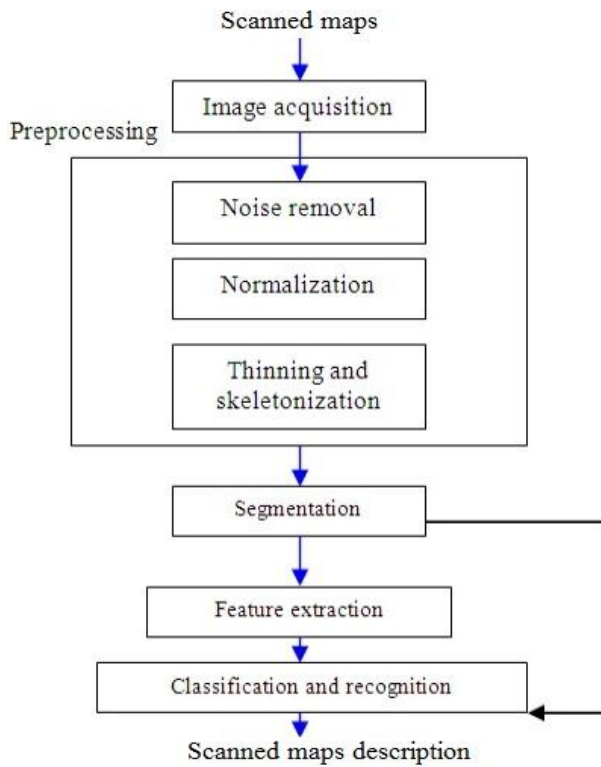 Scanned maps
Image acquisition
Preprocessing
Noise removal
Normalization
Thinning and
skeletonization
Segmentation
Feature extraction
Classification and recognition
Scanned maps description